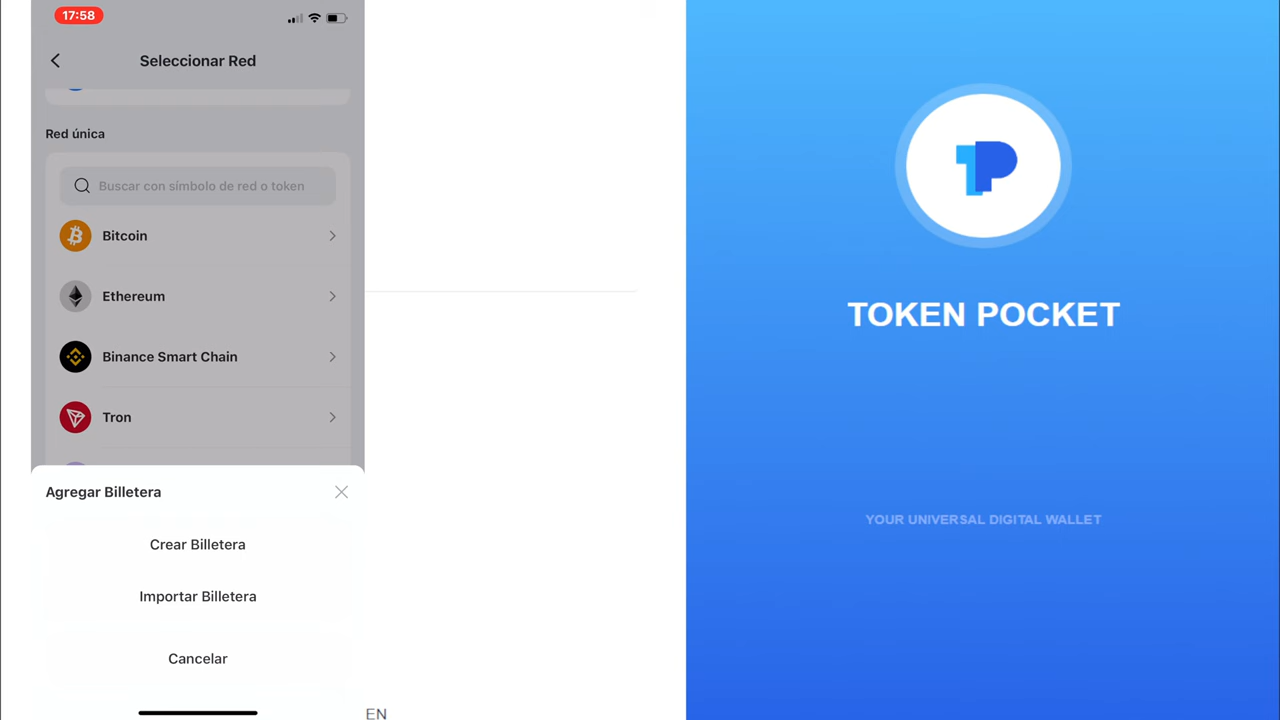 17:58
Seleccionar Red
Red única
Buscar con símbolo de red o token
Bitcoin
Ethereum
Binance Smart Chain
Tron
Agregar Billetera
Crear Billetera
Importar Billetera
Cancelar
EN
TP
TOKEN POCKET
YOUR UNIVERSAL DIGITAL WALLET